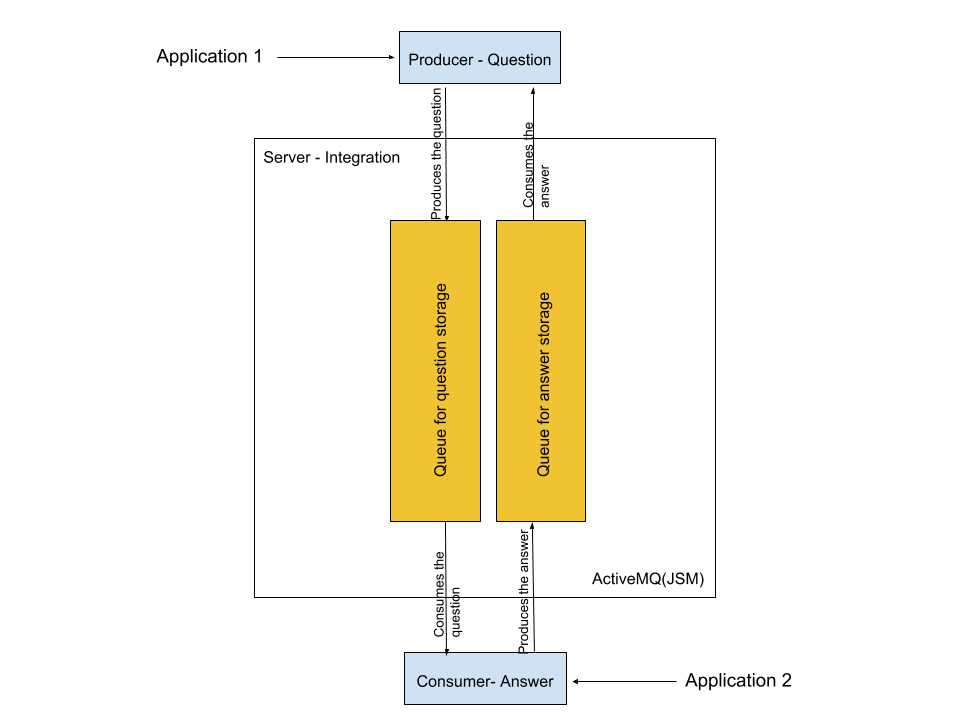 Application 1
Producer - Question
Produces the question
Consumes the
answer
Server - Integration
Queue for question storage
Queue for answer storage
ActiveMQ(JSM)
Consumes the
question
Produces the answer
Consumer- Answer
Application 2